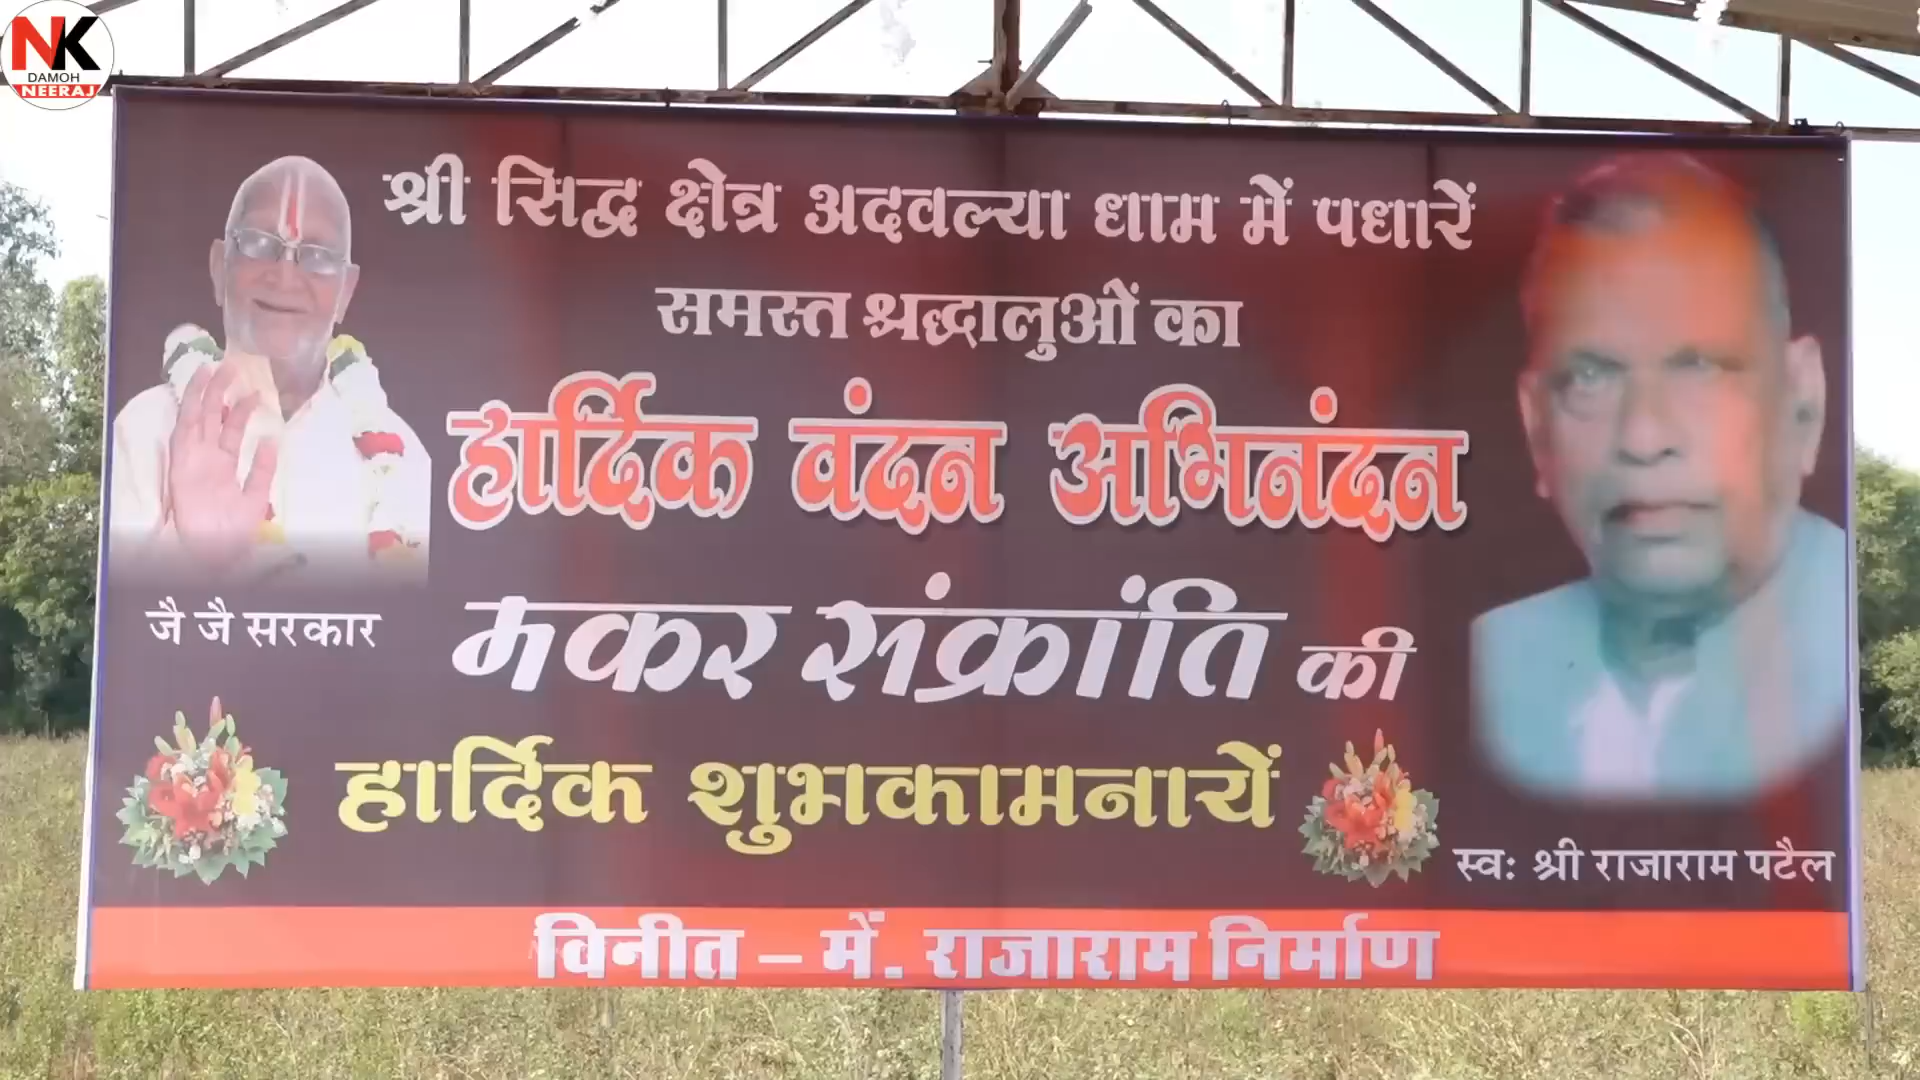 NK
DAMOH
NEERAJ
श्री सिद्ध क्षेत्र अदवल्या धाम में पधारें
समस्त श्रद्धालुओं का
हार्दिक वंदन अभिनंदन
जै जै सरकार
मकर संक्रांति की
हार्दिक शुभकामनायें
स्वः श्री राजाराम पटैल
विनीत – में. राजाराम निर्माण